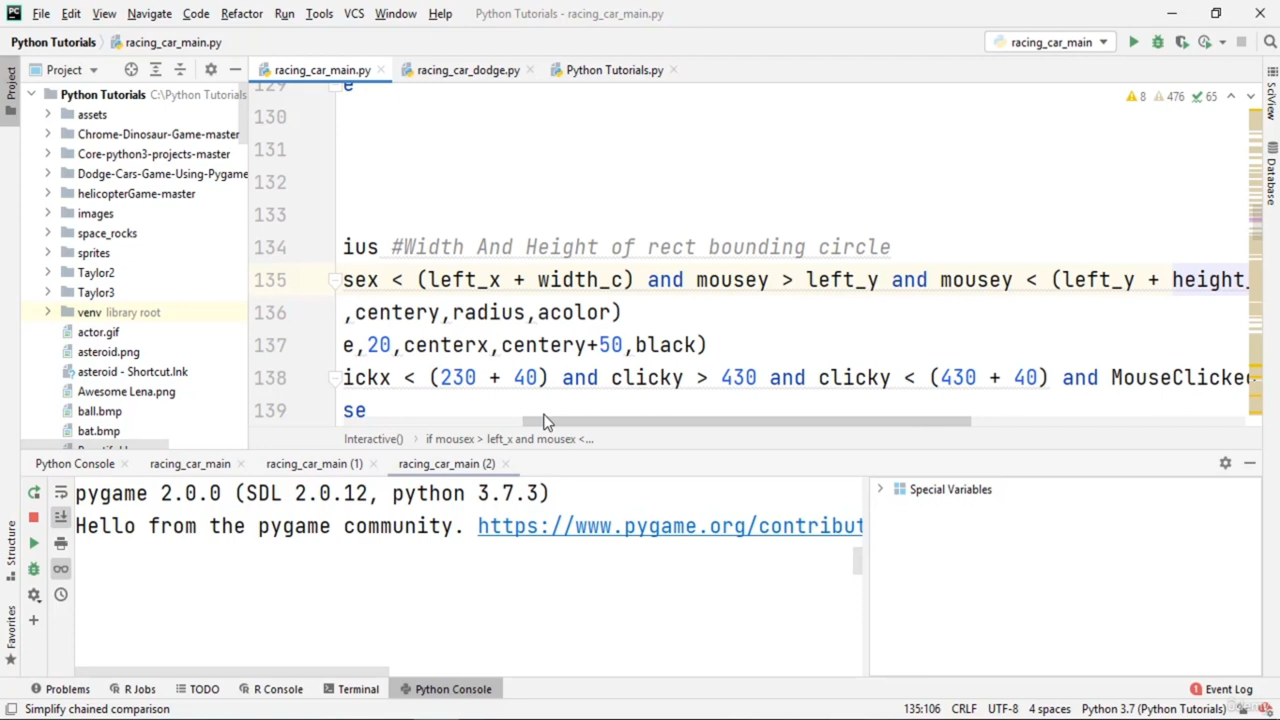 File Edit View Navigate Code Refactor Run Tools VCS Window Help Python Tutorials - racing_car_main.py
Python Tutorials racing_car_main.py racing_car_main
Project racing_car_main.py racing_car_dodge.py Python Tutorials.py
Project
SciView
Database
Structure
Favorites
Python Tutorials C:\Python Tutorials
assets
Chrome-Dinosaur-Game-master
Core-python3-projects-master
Dodge-Cars-Game-Using-Pygame
helicopterGame-master
images
space_rocks
sprites
Taylor2
Taylor3
venv library root
actor.gif
asteroid.png
asteroid - Shortcut.lnk
Awesome Lena.png
ball.bmp
bat.bmp
8 476 65
129 e
130
131
132
133
134 ius #Width And Height of rect bounding circle
135 sex < (left_x + width_c) and mousey > left_y and mousey < (left_y + height_
136 ,centery,radius,acolor)
137 e,20,centerx,centery+50,black)
138 ickx < (230 + 40) and clicky > 430 and clicky < (430 + 40) and MouseClicked
139 se
Interactive() if mousex > left_x and mousex <...
Python Console racing_car_main racing_car_main (1) racing_car_main (2)
pygame 2.0.0 (SDL 2.0.12, python 3.7.3)
Hello from the pygame community. https://www.pygame.org/contribut
Special Variables
Problems R Jobs TODO R Console Terminal Python Console Event Log
Simplify chained comparison 135:106 CRLF UTF-8 4 spaces Python 3.7 (Python Tutorials)